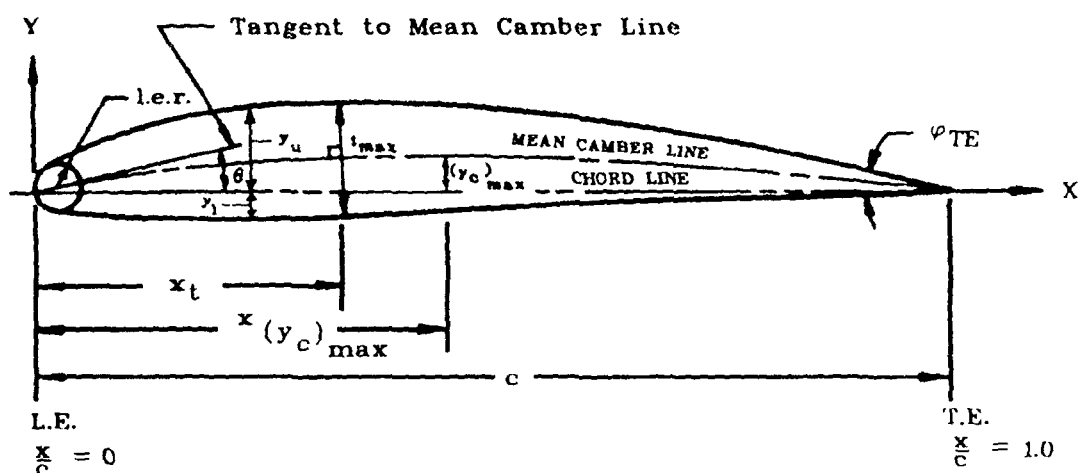 Y
Tangent to Mean Camber Line
l.e.r.
y_u
t_max
MEAN CAMBER LINE
φ_TE
θ
(y_c)_max
CHORD LINE
y_l
X
x_t
x_(y_c)_max
c
L.E.
x/c = 0
T.E.
x/c = 1.0